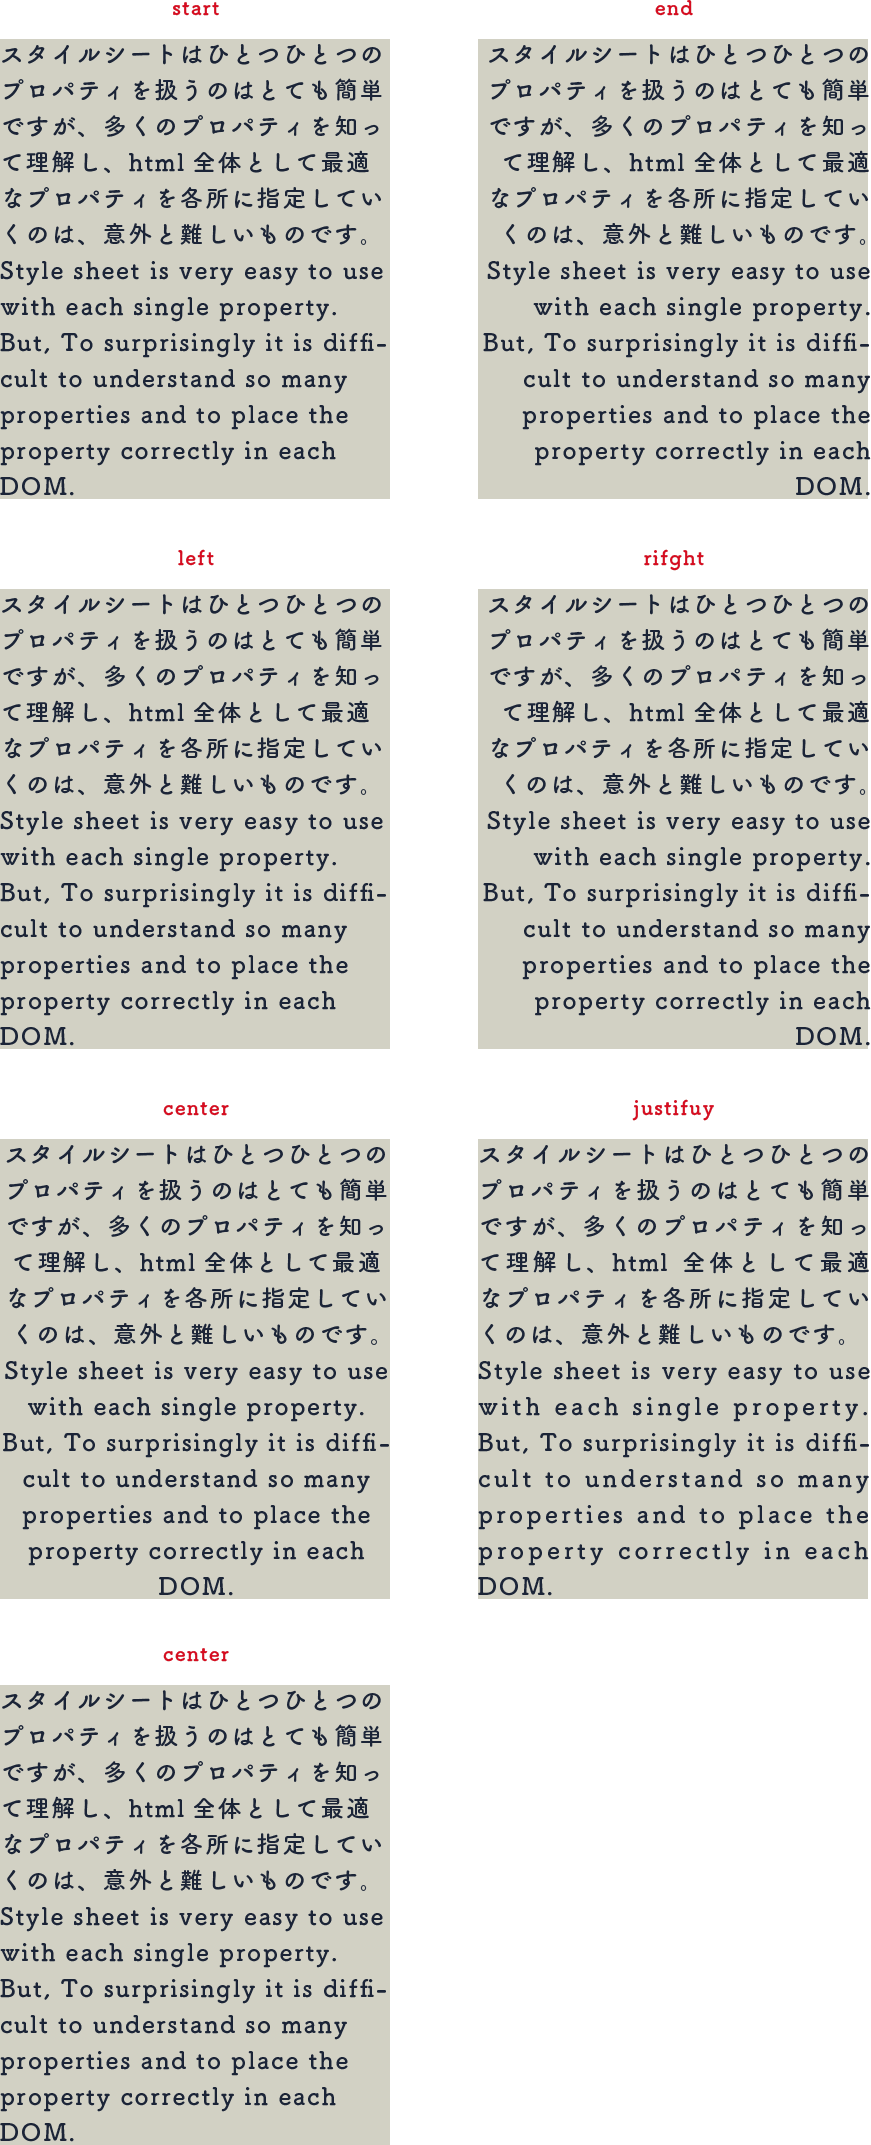 start
スタイルシートはひとつひとつの
プロパティを扱うのはとても簡単
ですが、多くのプロパティを知っ
て理解し、html 全体として最適
なプロパティを各所に指定してい
くのは、意外と難しいものです。
Style sheet is very easy to use
with each single property.
But, To surprisingly it is diffi-
cult to understand so many
properties and to place the
property correctly in each
DOM.
end
スタイルシートはひとつひとつの
プロパティを扱うのはとても簡単
ですが、多くのプロパティを知っ
て理解し、html 全体として最適
なプロパティを各所に指定してい
くのは、意外と難しいものです。
Style sheet is very easy to use
with each single property.
But, To surprisingly it is diffi-
cult to understand so many
properties and to place the
property correctly in each
DOM.
left
スタイルシートはひとつひとつの
プロパティを扱うのはとても簡単
ですが、多くのプロパティを知っ
て理解し、html 全体として最適
なプロパティを各所に指定してい
くのは、意外と難しいものです。
Style sheet is very easy to use
with each single property.
But, To surprisingly it is diffi-
cult to understand so many
properties and to place the
property correctly in each
DOM.
rifght
スタイルシートはひとつひとつの
プロパティを扱うのはとても簡単
ですが、多くのプロパティを知っ
て理解し、html 全体として最適
なプロパティを各所に指定してい
くのは、意外と難しいものです。
Style sheet is very easy to use
with each single property.
But, To surprisingly it is diffi-
cult to understand so many
properties and to place the
property correctly in each
DOM.
center
スタイルシートはひとつひとつの
プロパティを扱うのはとても簡単
ですが、多くのプロパティを知っ
て理解し、html 全体として最適
なプロパティを各所に指定してい
くのは、意外と難しいものです。
Style sheet is very easy to use
with each single property.
But, To surprisingly it is diffi-
cult to understand so many
properties and to place the
property correctly in each
DOM.
justifuy
スタイルシートはひとつひとつの
プロパティを扱うのはとても簡単
ですが、多くのプロパティを知っ
て理解し、html 全体として最適
なプロパティを各所に指定してい
くのは、意外と難しいものです。
Style sheet is very easy to use
with each single property.
But, To surprisingly it is diffi-
cult to understand so many
properties and to place the
property correctly in each
DOM.
center
スタイルシートはひとつひとつの
プロパティを扱うのはとても簡単
ですが、多くのプロパティを知っ
て理解し、html 全体として最適
なプロパティを各所に指定してい
くのは、意外と難しいものです。
Style sheet is very easy to use
with each single property.
But, To surprisingly it is diffi-
cult to understand so many
properties and to place the
property correctly in each
DOM.